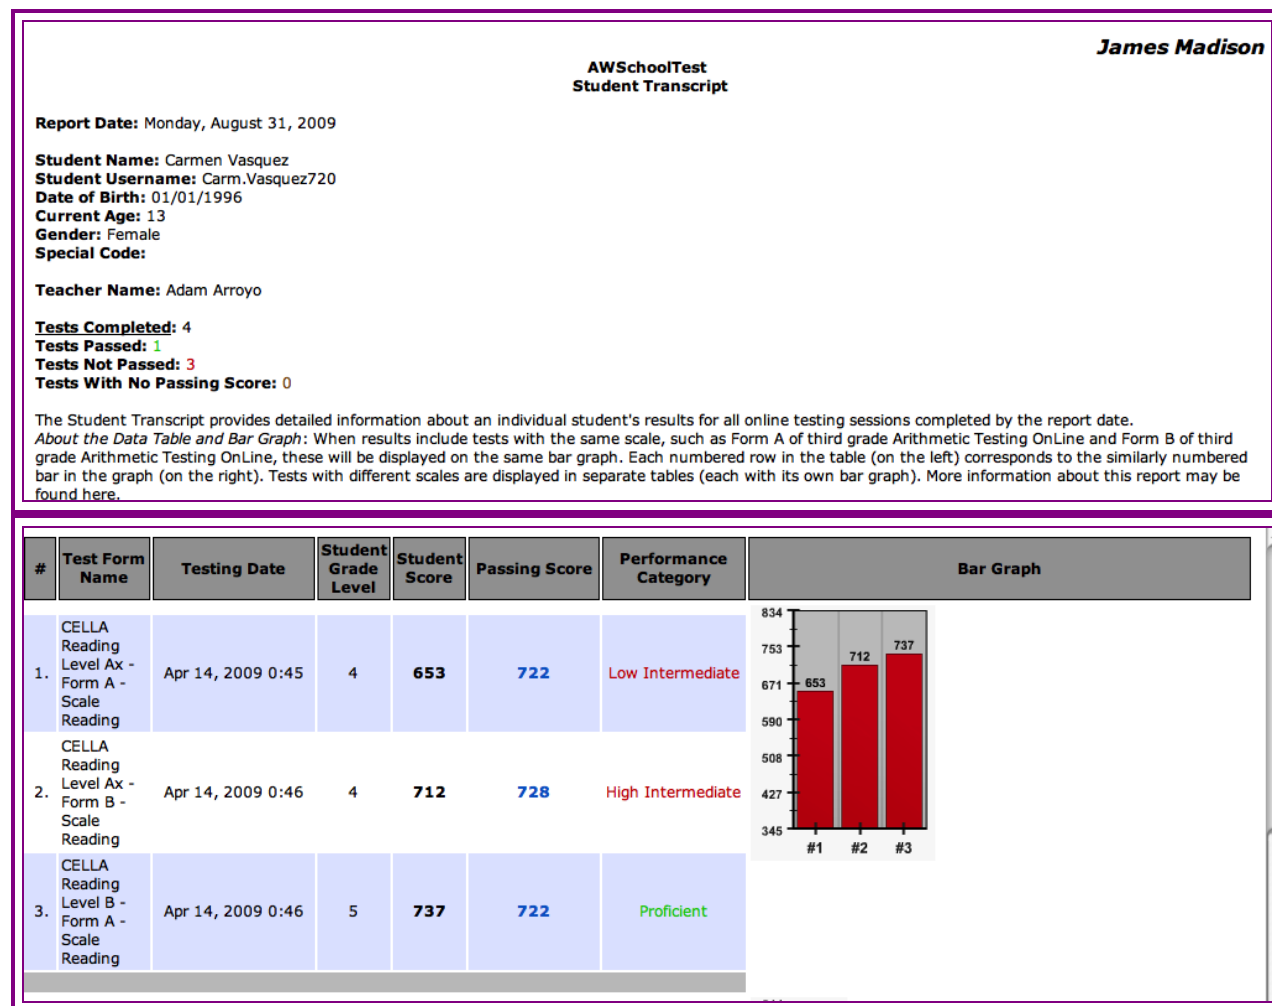 James Madison
AWSchoolTest
Student Transcript
Report Date: Monday, August 31, 2009
Student Name: Carmen Vasquez
Student Username: Carm.Vasquez720
Date of Birth: 01/01/1996
Current Age: 13
Gender: Female
Special Code:
Teacher Name: Adam Arroyo
Tests Completed: 4
Tests Passed: 1
Tests Not Passed: 3
Tests With No Passing Score: 0
The Student Transcript provides detailed information about an individual student's results for all online testing sessions completed by the report date.
About the Data Table and Bar Graph: When results include tests with the same scale, such as Form A of third grade Arithmetic Testing OnLine and Form B of third
grade Arithmetic Testing OnLine, these will be displayed on the same bar graph. Each numbered row in the table (on the left) corresponds to the similarly numbered
bar in the graph (on the right). Tests with different scales are displayed in separate tables (each with its own bar graph). More information about this report may be
found here.
# Test Form Name Testing Date Student Grade Level Student Score Passing Score Performance Category Bar Graph
1. CELLA Reading Level Ax - Form A - Scale Reading Apr 14, 2009 0:45 4 653 722 Low Intermediate
2. CELLA Reading Level Ax - Form B - Scale Reading Apr 14, 2009 0:46 4 712 728 High Intermediate
3. CELLA Reading Level B - Form A - Scale Reading Apr 14, 2009 0:46 5 737 722 Proficient
834
753
671
590
508
427
345
653
712
737
#1 #2 #3